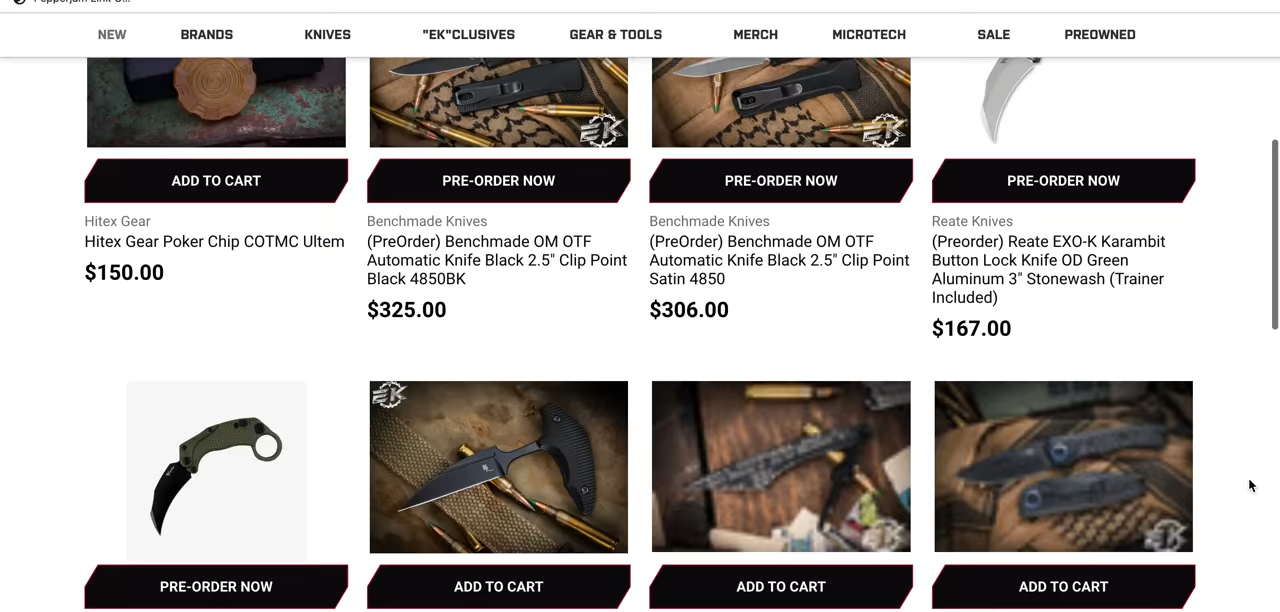 NEW BRANDS KNIVES "EK"CLUSIVES GEAR & TOOLS MERCH MICROTECH SALE PREOWNED
EK
EK
ADD TO CART
PRE-ORDER NOW
PRE-ORDER NOW
PRE-ORDER NOW
Hitex Gear
Hitex Gear Poker Chip COTMC Ultem
$150.00
Benchmade Knives
(PreOrder) Benchmade OM OTF
Automatic Knife Black 2.5" Clip Point
Black 4850BK
$325.00
Benchmade Knives
(PreOrder) Benchmade OM OTF
Automatic Knife Black 2.5" Clip Point
Satin 4850
$306.00
Reate Knives
(Preorder) Reate EXO-K Karambit
Button Lock Knife OD Green
Aluminum 3" Stonewash (Trainer
Included)
$167.00
EK
EK
PRE-ORDER NOW
ADD TO CART
ADD TO CART
ADD TO CART